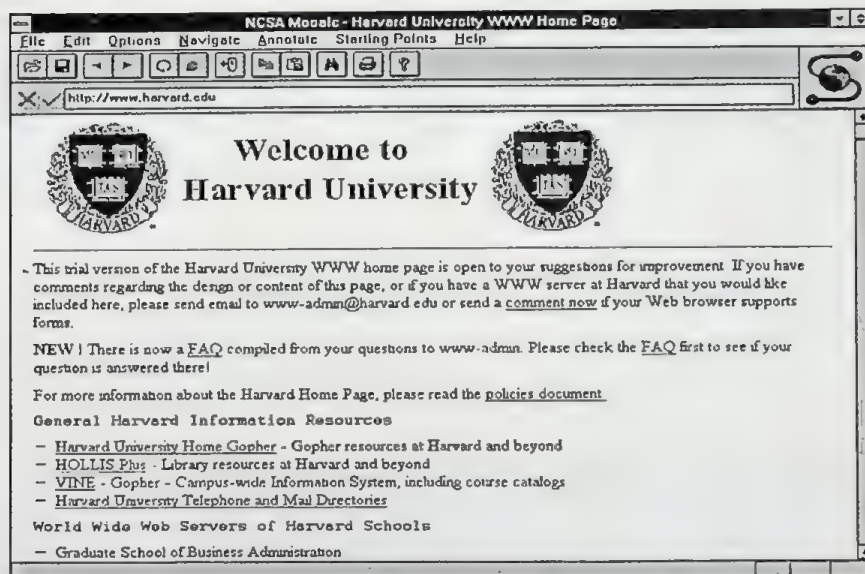 NCSA Mosaic - Harvard University WWW Home Page
File Edit Options Navigate Annotate Starting Points Help
http://www.harvard.edu
Welcome to
Harvard University
VE RI
TAS
HARVARD
VE RI
TAS
HARVARD
This trial version of the Harvard University WWW home page is open to your suggestions for improvement. If you have
comments regarding the design or content of this page, or if you have a WWW server at Harvard that you would like
included here, please send email to www-admin@harvard.edu or send a comment now if your Web browser supports
forms.
NEW ! There is now a FAQ compiled from your questions to www-admin. Please check the FAQ first to see if your
question is answered there!
For more information about the Harvard Home Page, please read the policies document.
General Harvard Information Resources
— Harvard University Home Gopher - Gopher resources at Harvard and beyond
— HOLLIS Plus - Library resources at Harvard and beyond
— VINE - Gopher - Campus-wide Information System, including course catalogs
— Harvard University Telephone and Mail Directories
World Wide Web Servers of Harvard Schools
— Graduate School of Business Administration